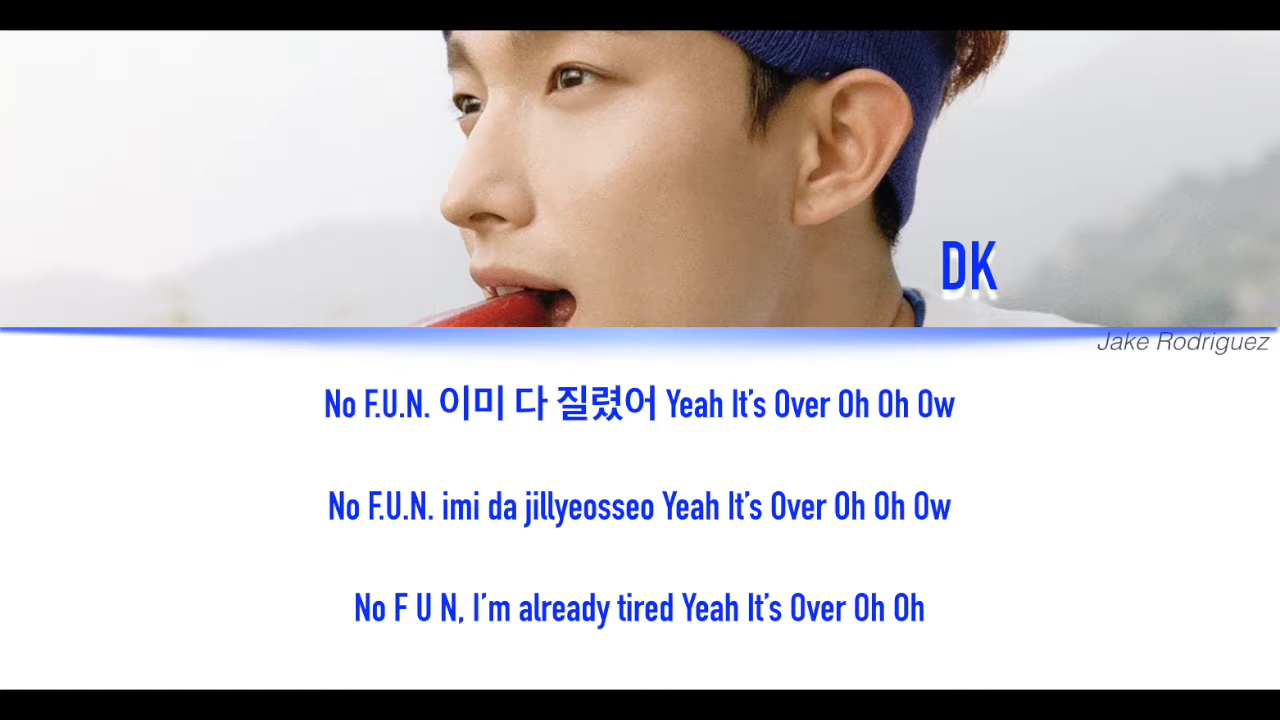 DK
Jake Rodriguez
No F.U.N. 이미 다 질렸어 Yeah It’s Over Oh Oh Ow
No F.U.N. imi da jillyeosseo Yeah It’s Over Oh Oh Ow
No F U N, I’m already tired Yeah It’s Over Oh Oh